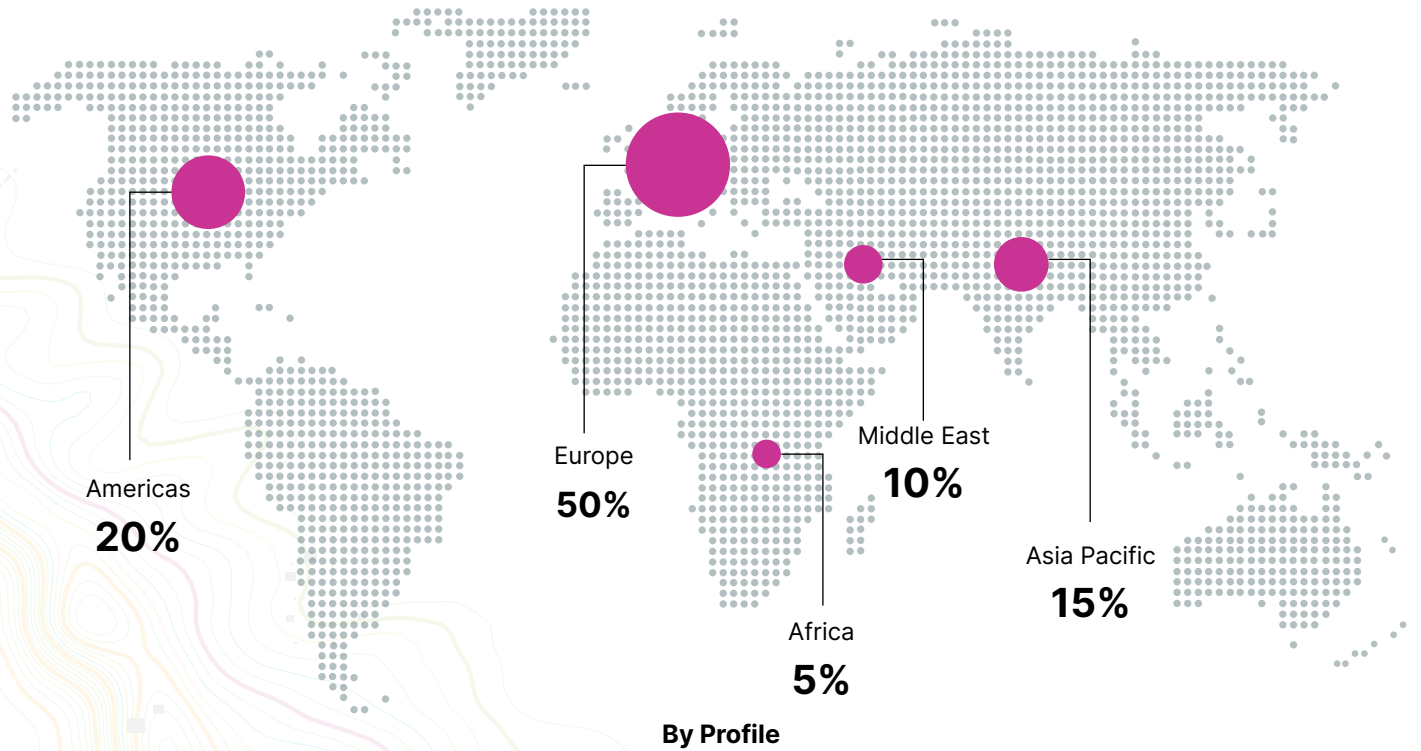 Middle East
10%
Europe
50%
Americas
20%
Asia Pacific
15%
Africa
5%
By Profile